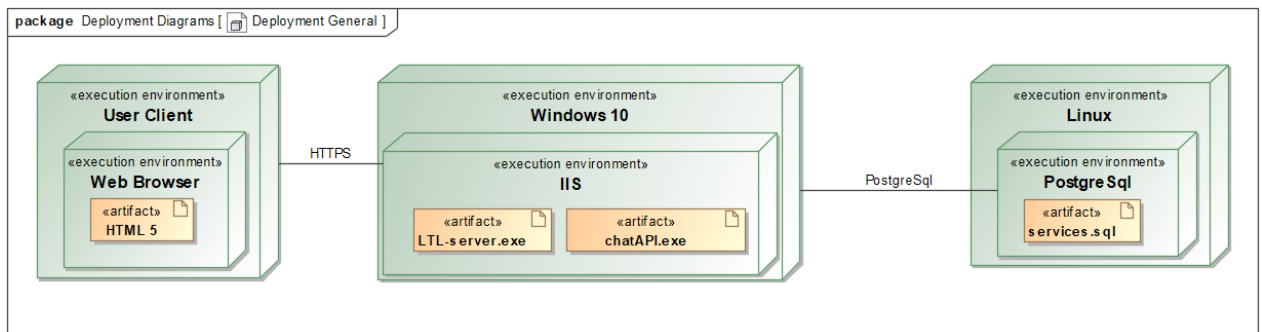 package Deployment Diagrams [ Deployment General ]
«execution environment»
User Client
«execution environment»
Web Browser
«artifact»
HTML 5
HTTPS
«execution environment»
Windows 10
«execution environment»
IIS
«artifact»
LTL-server.exe
«artifact»
chatAPI.exe
PostgreSql
«execution environment»
Linux
«execution environment»
PostgreSql
«artifact»
services.sql